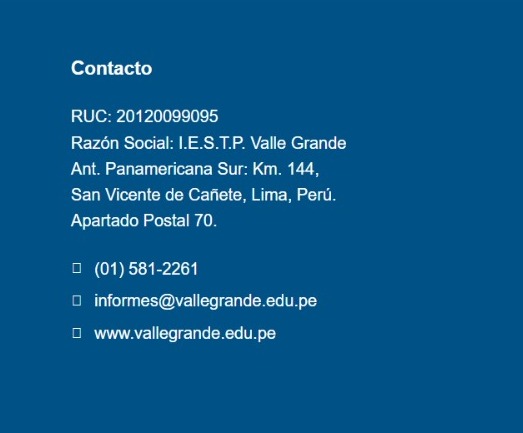 Contacto
RUC: 20120099095
Razón Social: I.E.S.T.P. Valle Grande
Ant. Panamericana Sur: Km. 144,
San Vicente de Cañete, Lima, Perú.
Apartado Postal 70.
(01) 581-2261
informes@vallegrande.edu.pe
www.vallegrande.edu.pe